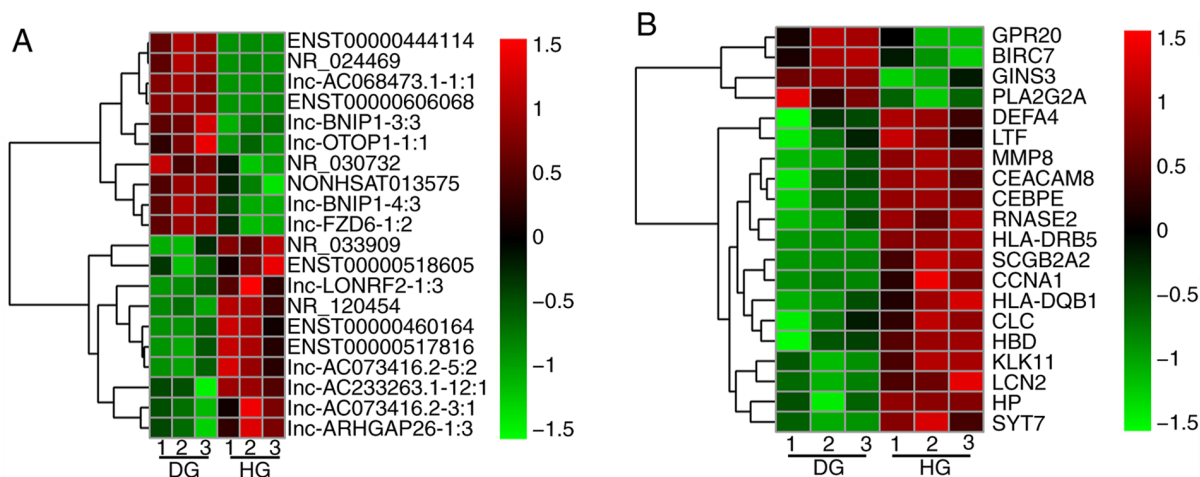 A
ENST00000444114
NR_024469
lnc-AC068473.1-1:1
ENST00000606068
lnc-BNIP1-3:3
lnc-OTOP1-1:1
NR_030732
NONHSAT013575
lnc-BNIP1-4:3
lnc-FZD6-1:2
NR_033909
ENST00000518605
lnc-LONRF2-1:3
NR_120454
ENST00000460164
ENST00000517816
lnc-AC073416.2-5:2
lnc-AC233263.1-12:1
lnc-AC073416.2-3:1
lnc-ARHGAP26-1:3
1 2 3 1 2 3
DG HG
1.5
1
0.5
0
−0.5
−1
−1.5
B
GPR20
BIRC7
GINS3
PLA2G2A
DEFA4
LTF
MMP8
CEACAM8
CEBPE
RNASE2
HLA-DRB5
SCGB2A2
CCNA1
HLA-DQB1
CLC
HBD
KLK11
LCN2
HP
SYT7
1 2 3 1 2 3
DG HG
1.5
1
0.5
0
−0.5
−1
−1.5